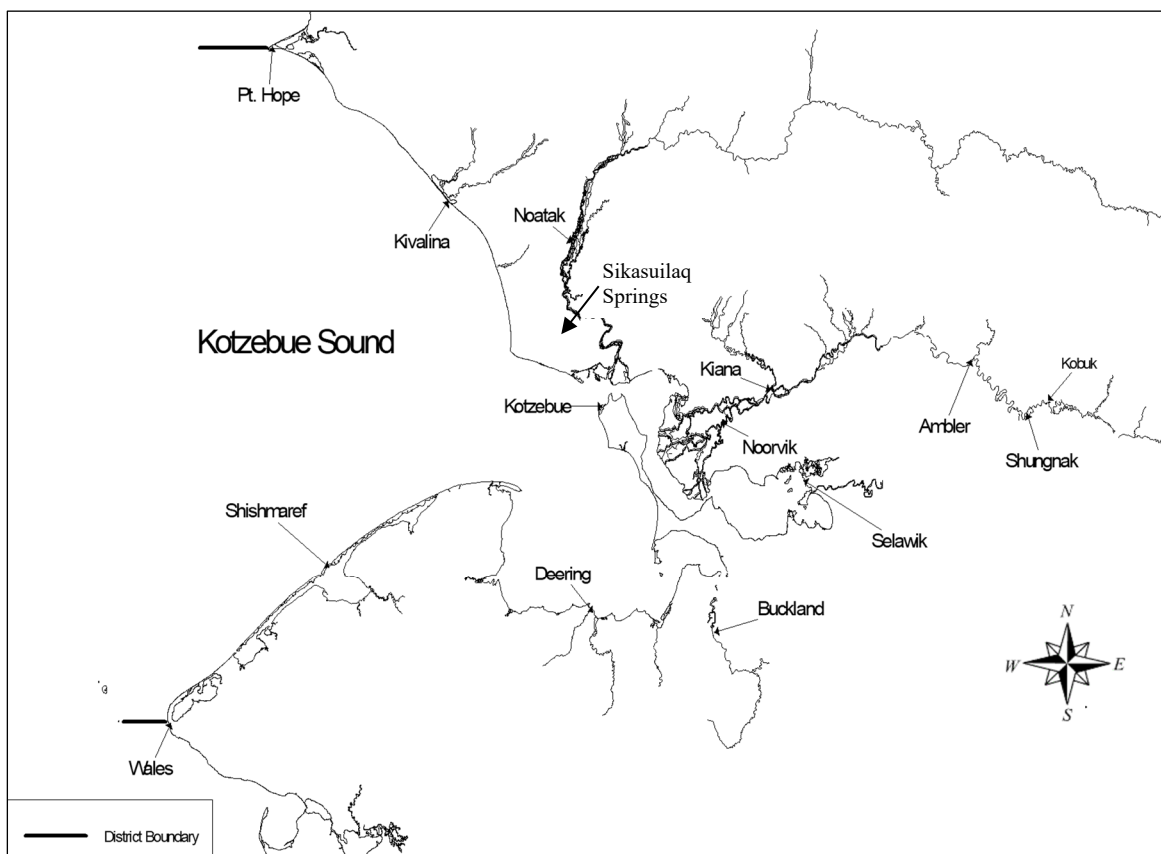 Pt. Hope
Kivalina
Noatak
Sikasuilaq
Springs
Kotzebue Sound
Kiana
Kobuk
Kotzebue
Ambler
Noorvik
Shungnak
Shishmaref
Selawik
Deering
Buckland
N
W
E
S
Wales
District Boundary